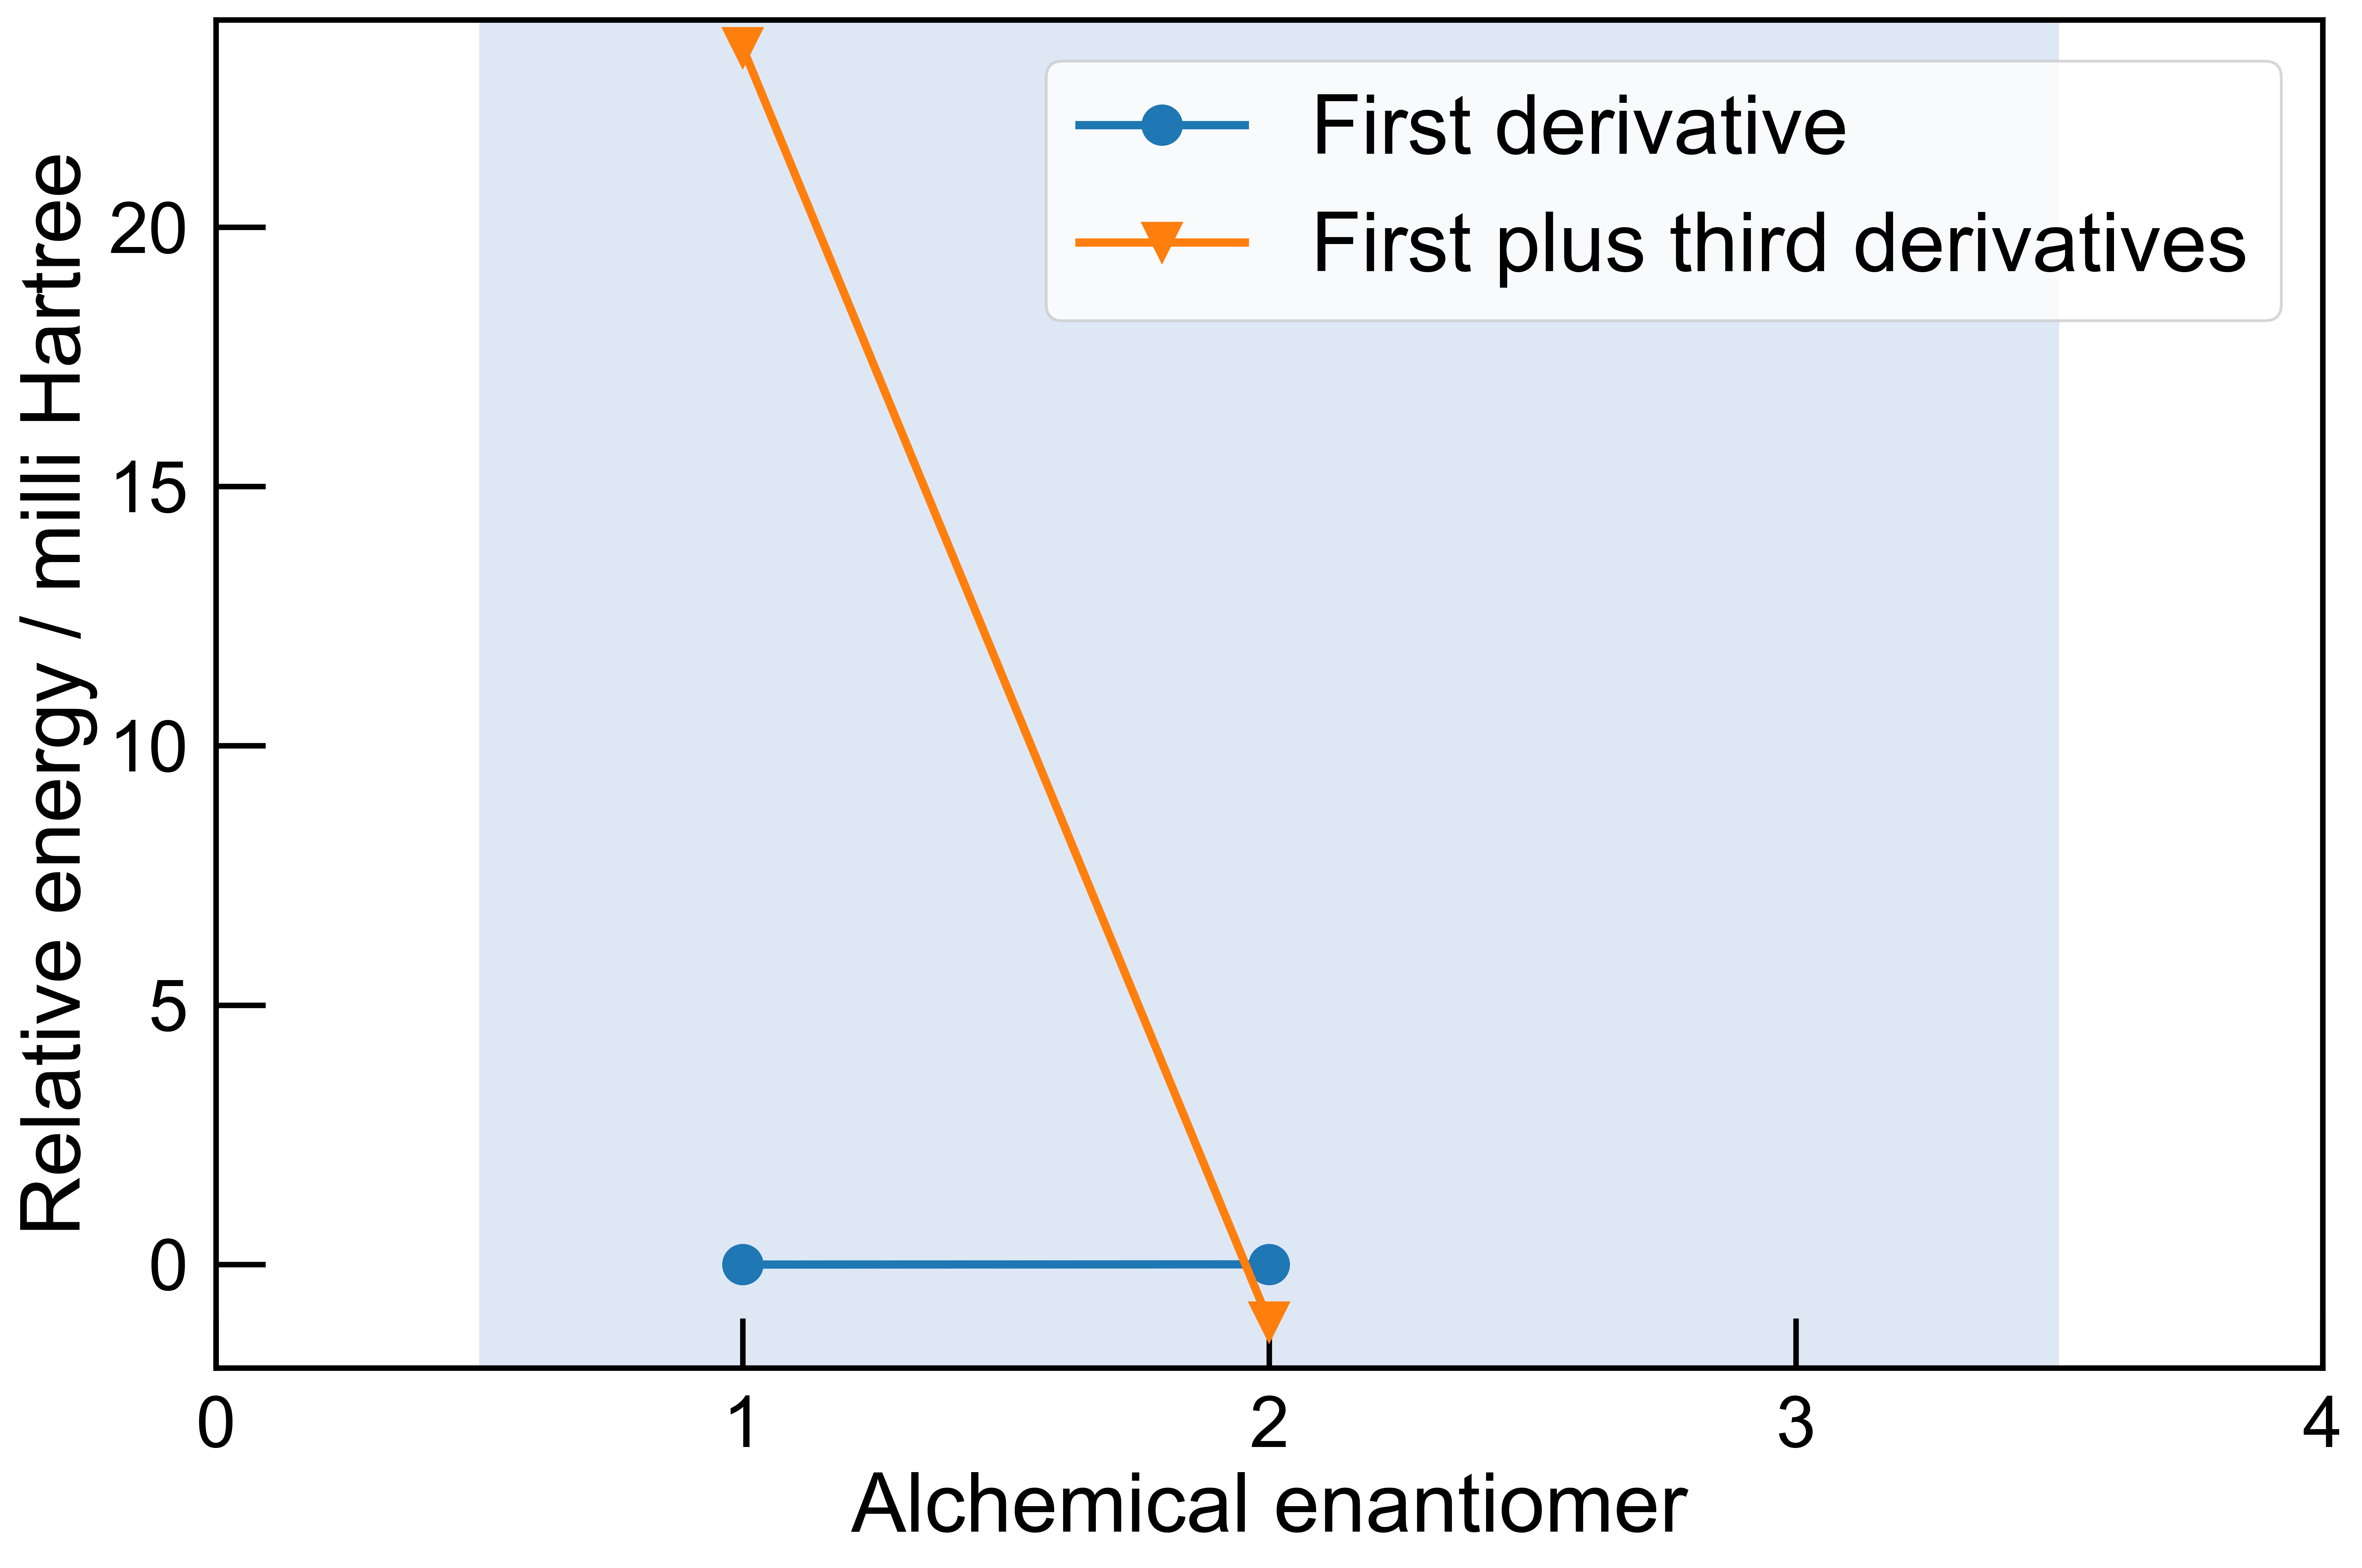 First derivative
First plus third derivatives
Relative energy / milli Hartree
20
15
10
5
0
0 1 2 3 4
Alchemical enantiomer